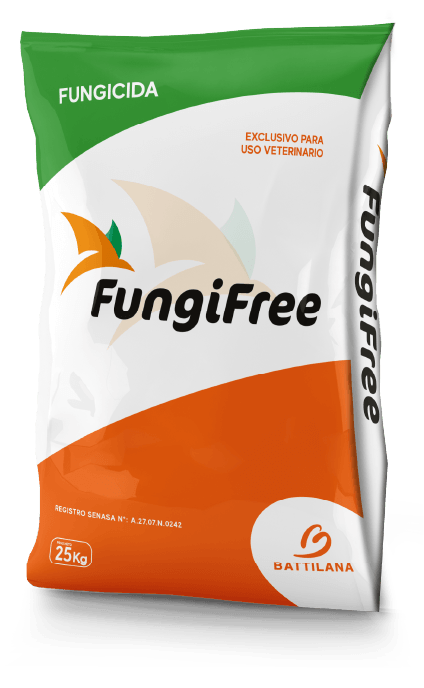 FUNGICIDA
EXCLUSIVO PARA
USO VETERINARIO
FungiFree
FungiFree
REGISTRO SENASA N°: A.27.07.N.0242
25Kg
BATTILANA